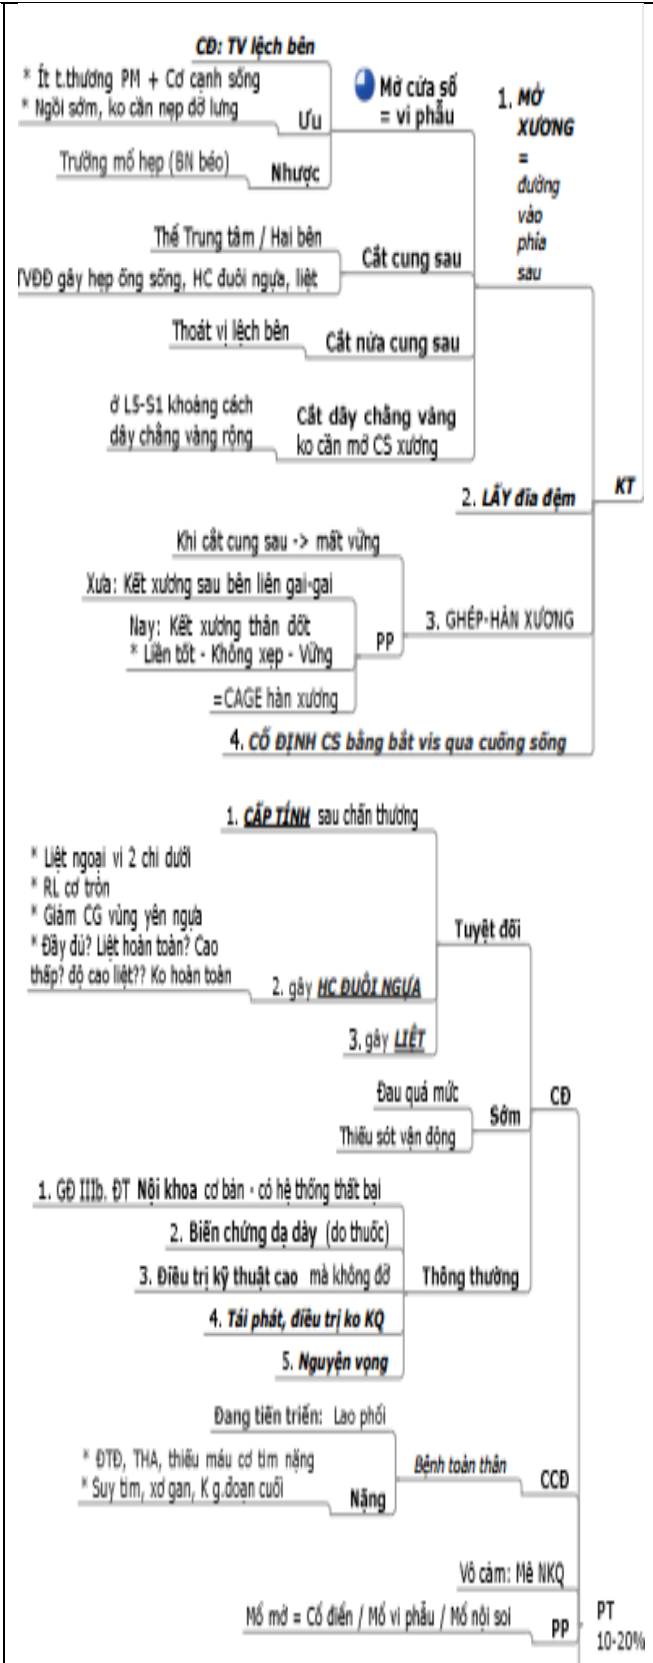 CĐ: TV lệch bên
* Ít t.thương PM + Cơ cạnh sống
* Ngồi sớm, ko cần nẹp đỡ lưng
Ưu
Trường mổ hẹp (BN béo)
Nhược
Mở cửa sổ
= vi phẫu
1. MỞ
XƯƠNG
=
đường
vào
phía
sau
Thể Trung tâm / Hai bên
TVĐĐ gây hẹp ống sống, HC đuôi ngựa, liệt
Cắt cung sau
Thoát vị lệch bên
Cắt nửa cung sau
ở L5-S1 khoảng cách
dây chằng vàng rộng
Cắt dây chằng vàng
ko cần mở CS xương
2. LẤY đĩa đệm
KT
Khi cắt cung sau -> mất vững
Xưa: Kết xương sau bên liên gai-gai
Nay: Kết xương thân đốt
* Liền tốt - Không xẹp - Vững
=CAGE hàn xương
PP
3. GHÉP-HÀN XƯƠNG
4. CỐ ĐỊNH CS bằng bắt vis qua cuống sống
1. CẤP TÍNH sau chấn thương
* Liệt ngoại vi 2 chi dưới
* RL cơ tròn
* Giảm CG vùng yên ngựa
* Đầy đủ? Liệt hoàn toàn? Cao
thấp? độ cao liệt?? Ko hoàn toàn
2. gây HC ĐUÔI NGỰA
3. gây LIỆT
Tuyệt đối
Đau quá mức
Thiếu sót vận động
Sớm
CĐ
1. GĐ IIIb. ĐT Nội khoa cơ bản - có hệ thống thất bại
2. Biến chứng dạ dày (do thuốc)
3. Điều trị kỹ thuật cao mà không đỡ
4. Tái phát, điều trị ko KQ
5. Nguyện vọng
Thông thường
Đang tiến triển: Lao phổi
* ĐTĐ, THA, thiếu máu cơ tim nặng
* Suy tim, xơ gan, K g.đoạn cuối
Nặng
Bệnh toàn thân
CCĐ
Vô cảm: Mê NKQ
Mổ mở = Cổ điển / Mổ vi phẫu / Mổ nội soi
PP
PT
10-20%